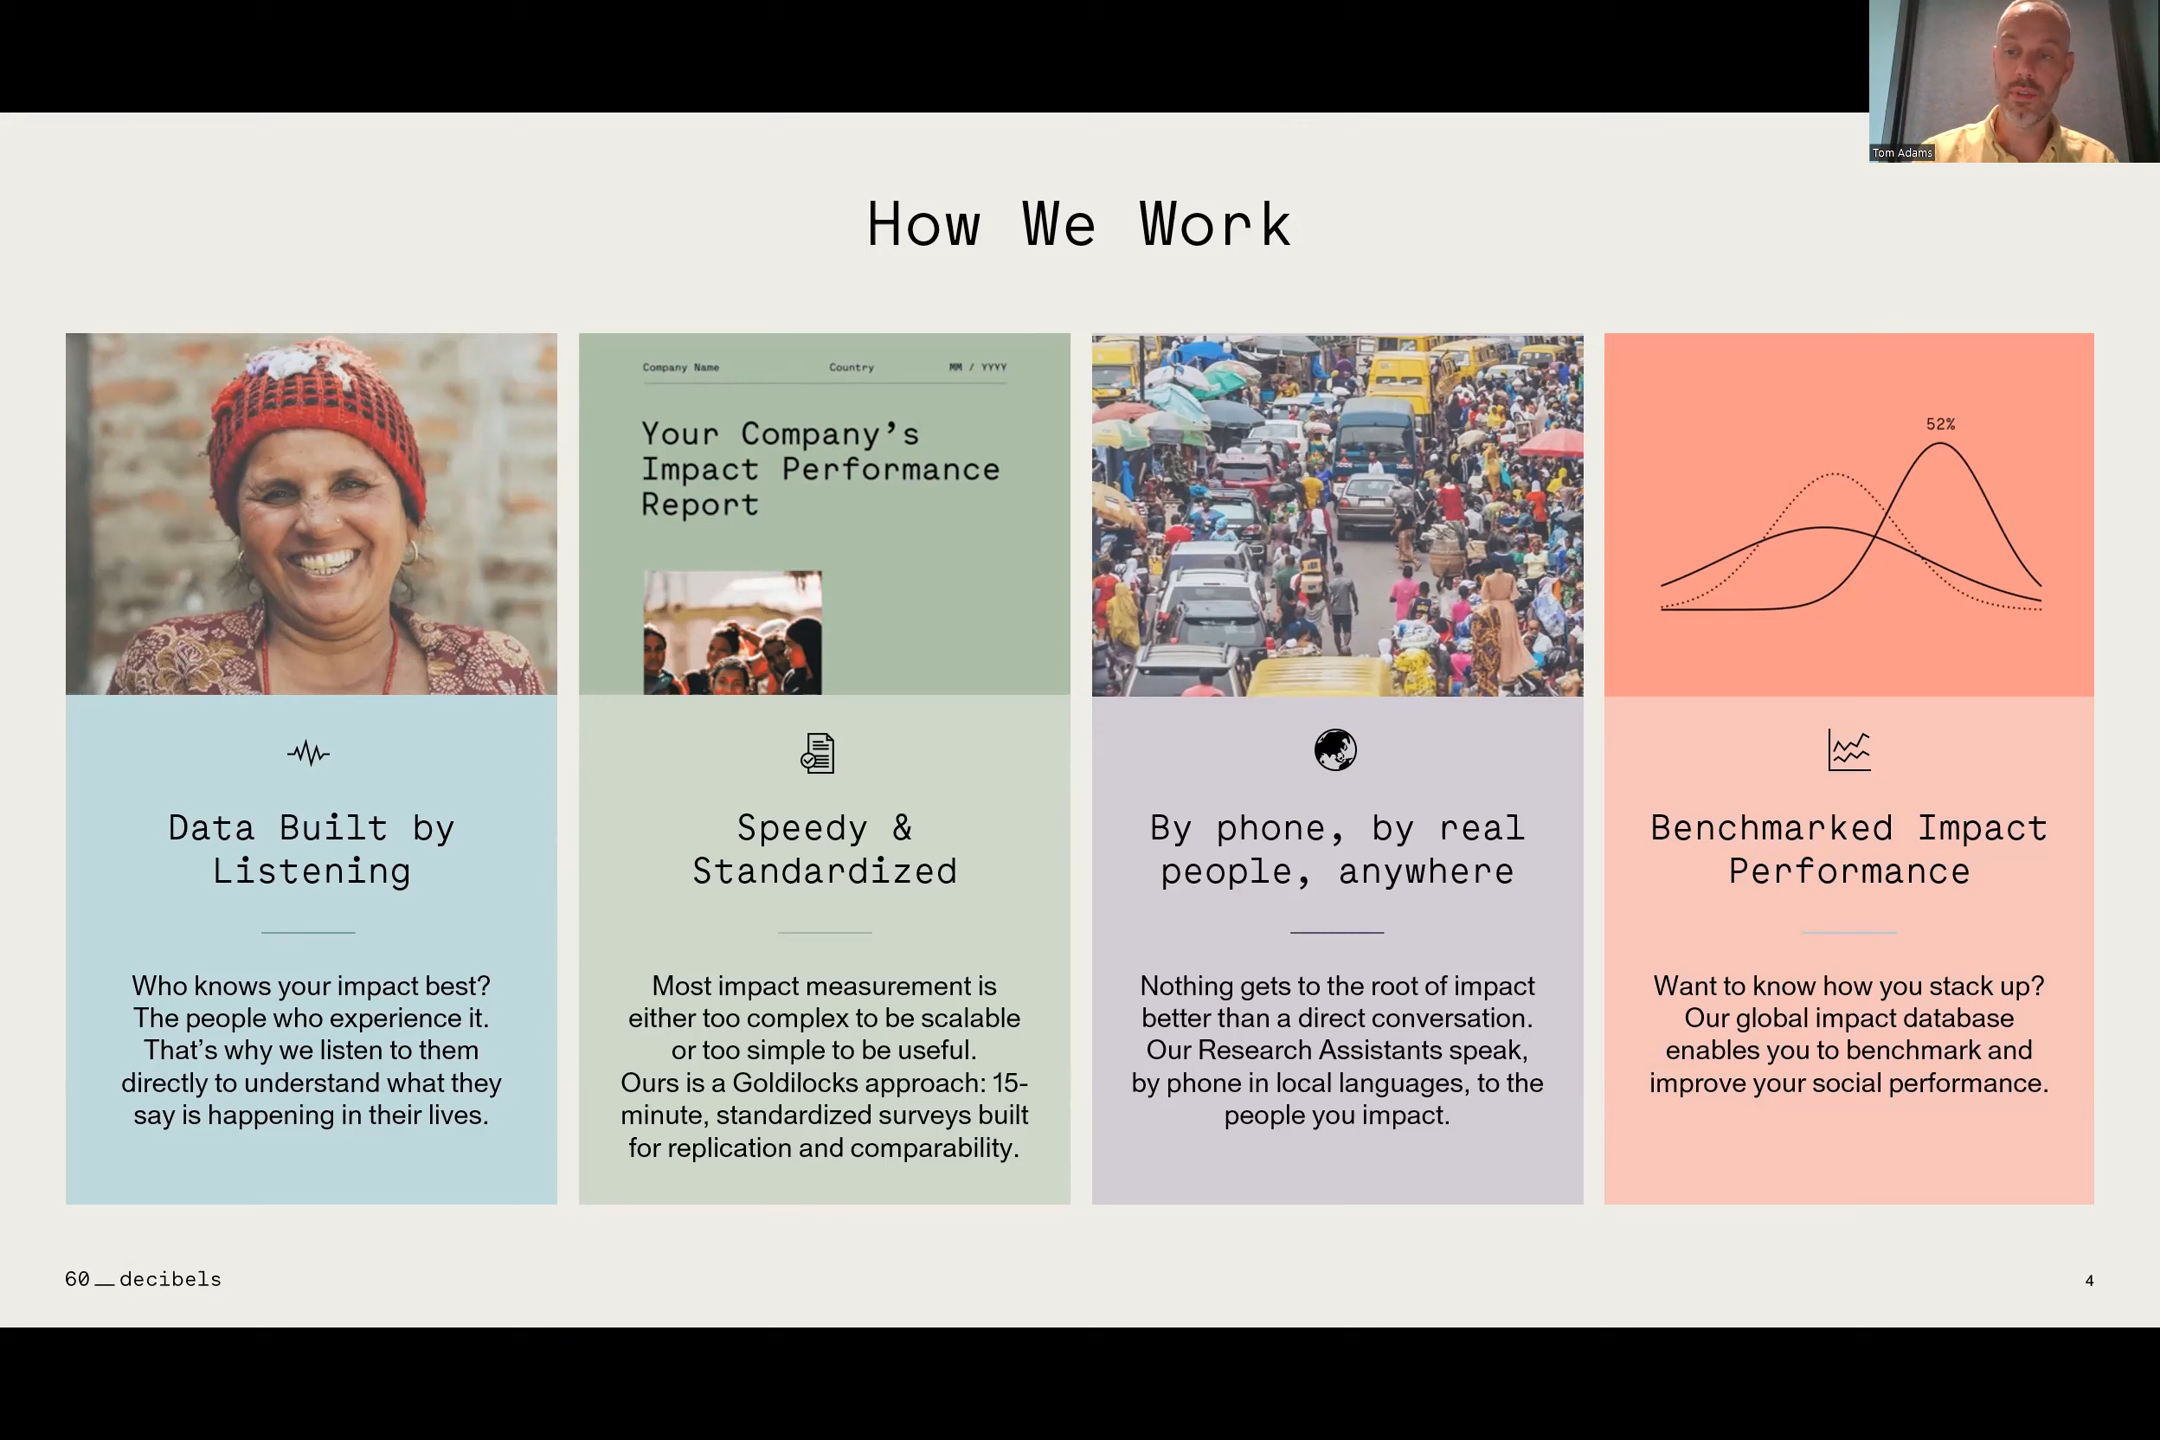 Tom Adams
How We Work
Company Name Country MM / YYYY
Your Company's
Impact Performance
Report
52%
Data Built by
Listening
Who knows your impact best?
The people who experience it.
That's why we listen to them
directly to understand what they
say is happening in their lives.
Speedy &
Standardized
Most impact measurement is
either too complex to be scalable
or too simple to be useful.
Ours is a Goldilocks approach: 15-
minute, standardized surveys built
for replication and comparability.
By phone, by real
people, anywhere
Nothing gets to the root of impact
better than a direct conversation.
Our Research Assistants speak,
by phone in local languages, to the
people you impact.
Benchmarked Impact
Performance
Want to know how you stack up?
Our global impact database
enables you to benchmark and
improve your social performance.
60__decibels
4